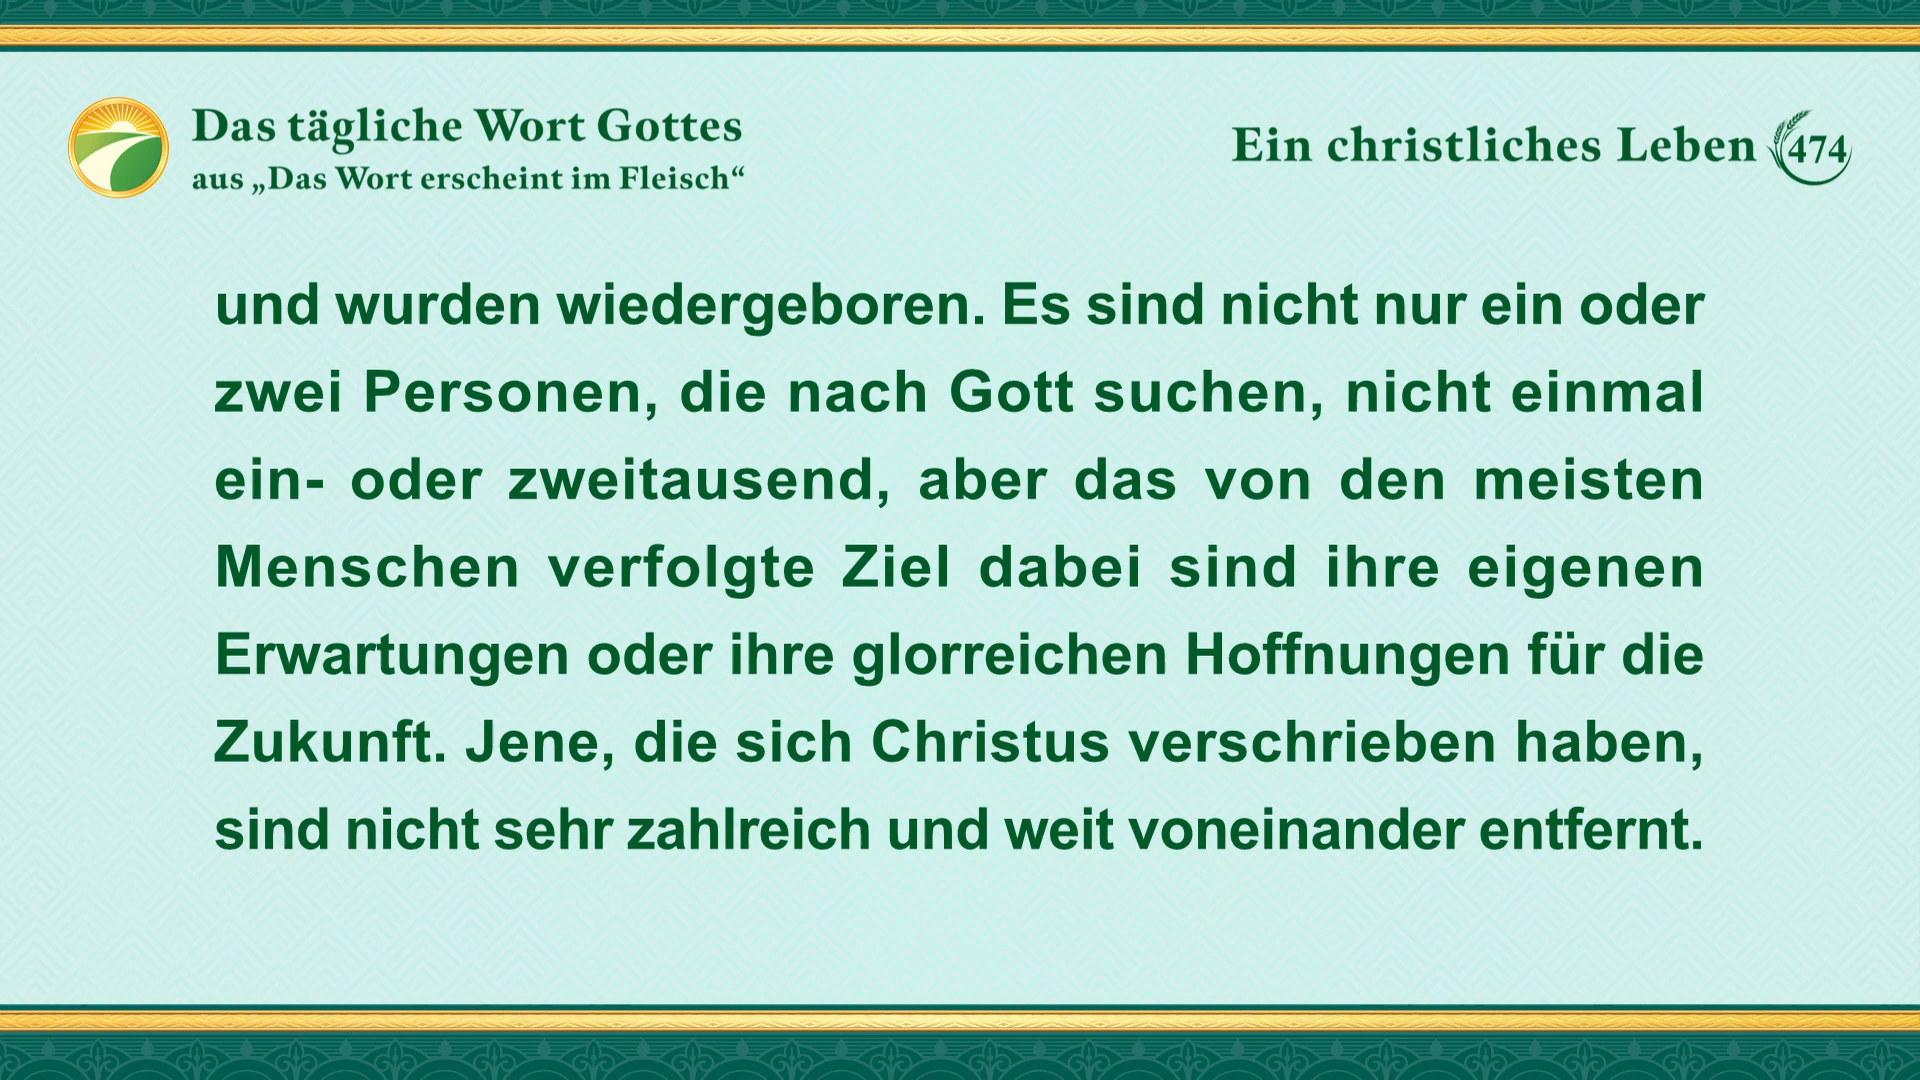 Das tägliche Wort Gottes
aus „Das Wort erscheint im Fleisch“
Ein christliches Leben 474
und wurden wiedergeboren. Es sind nicht nur ein oder
zwei Personen, die nach Gott suchen, nicht einmal
ein- oder zweitausend, aber das von den meisten
Menschen verfolgte Ziel dabei sind ihre eigenen
Erwartungen oder ihre glorreichen Hoffnungen für die
Zukunft. Jene, die sich Christus verschrieben haben,
sind nicht sehr zahlreich und weit voneinander entfernt.